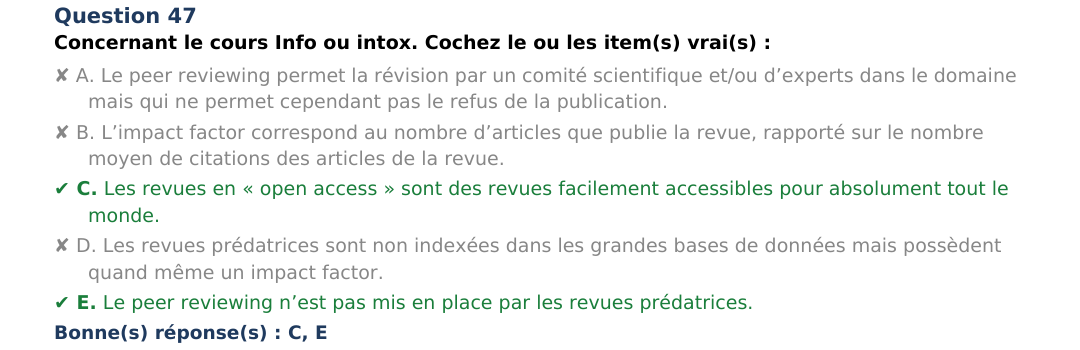 Question 47
Concernant le cours Info ou intox. Cochez le ou les item(s) vrai(s) :
✘ A. Le peer reviewing permet la révision par un comité scientifique et/ou d’experts dans le domaine
mais qui ne permet cependant pas le refus de la publication.
✘ B. L’impact factor correspond au nombre d’articles que publie la revue, rapporté sur le nombre
moyen de citations des articles de la revue.
✔ C. Les revues en « open access » sont des revues facilement accessibles pour absolument tout le
monde.
✘ D. Les revues prédatrices sont non indexées dans les grandes bases de données mais possèdent
quand même un impact factor.
✔ E. Le peer reviewing n’est pas mis en place par les revues prédatrices.
Bonne(s) réponse(s) : C, E